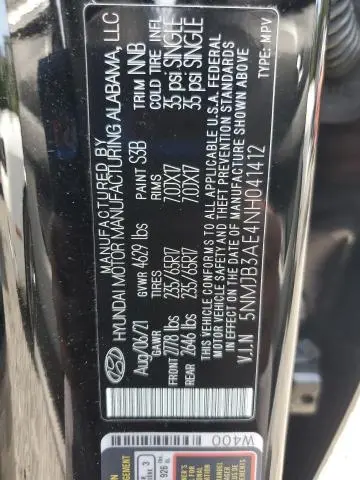 MANUFACTURED BY
HYUNDAI MOTOR MANUFACTURING ALABAMA, LLC
Aug/06/21 GVWR 4629 lbs PAINT S3B TRIM NNB
GAWR TIRES COLD TIRE INFL
FRONT 2778 lbs 235/65R17 7.0JX17 35 psi SINGLE
REAR 2646 lbs 235/65R17 7.0JX17 35 psi SINGLE
THIS VEHICLE CONFORMS TO ALL APPLICABLE U.S.A. FEDERAL
MOTOR VEHICLE SAFETY AND THEFT PREVENTION STANDARDS
IN EFFECT ON THE DATE OF MANUFACTURE SHOWN ABOVE
V.I.N 5NMJB3AE4NH041412 TYPE: MPV
W400
3
926